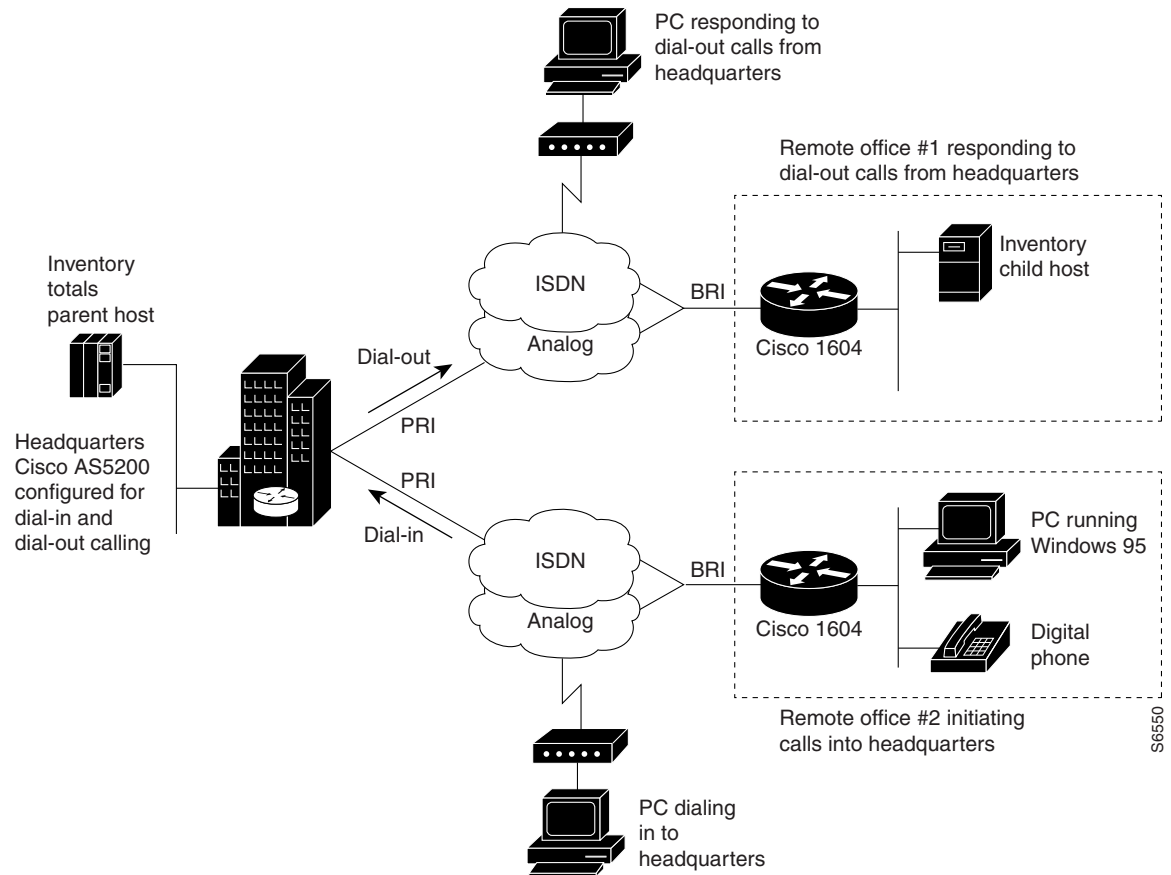 PC responding to
dial-out calls from
headquarters
Remote office #1 responding to
dial-out calls from headquarters
Inventory
totals
parent host
ISDN
Analog
BRI
Cisco 1604
Inventory
child host
Dial-out
PRI
Headquarters
Cisco AS5200
configured for
dial-in and
dial-out calling
PRI
Dial-in
ISDN
Analog
BRI
Cisco 1604
PC running
Windows 95
Digital
phone
Remote office #2 initiating
calls into headquarters
S6550
PC dialing
in to
headquarters